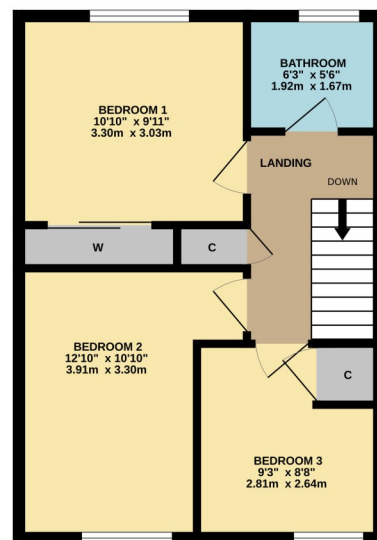 BATHROOM
6'3" x 5'6"
1.92m x 1.67m
BEDROOM 1
10'10" x 9'11"
3.30m x 3.03m
LANDING
DOWN
W
C
BEDROOM 2
12'10" x 10'10"
3.91m x 3.30m
C
BEDROOM 3
9'3" x 8'8"
2.81m x 2.64m